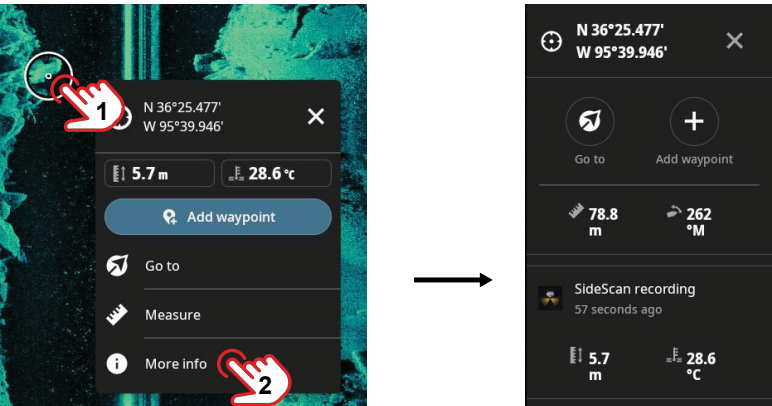 1
N 36°25.477'
W 95°39.946'
5.7 m
28.6 °C
Add waypoint
Go to
Measure
More info
2
N 36°25.477'
W 95°39.946'
Go to
Add waypoint
78.8
m
262
°M
SideScan recording
57 seconds ago
5.7
m
28.6
°C